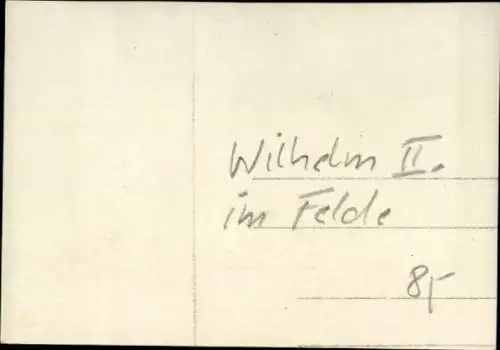 Wilhelm II.
im Felde
8,-